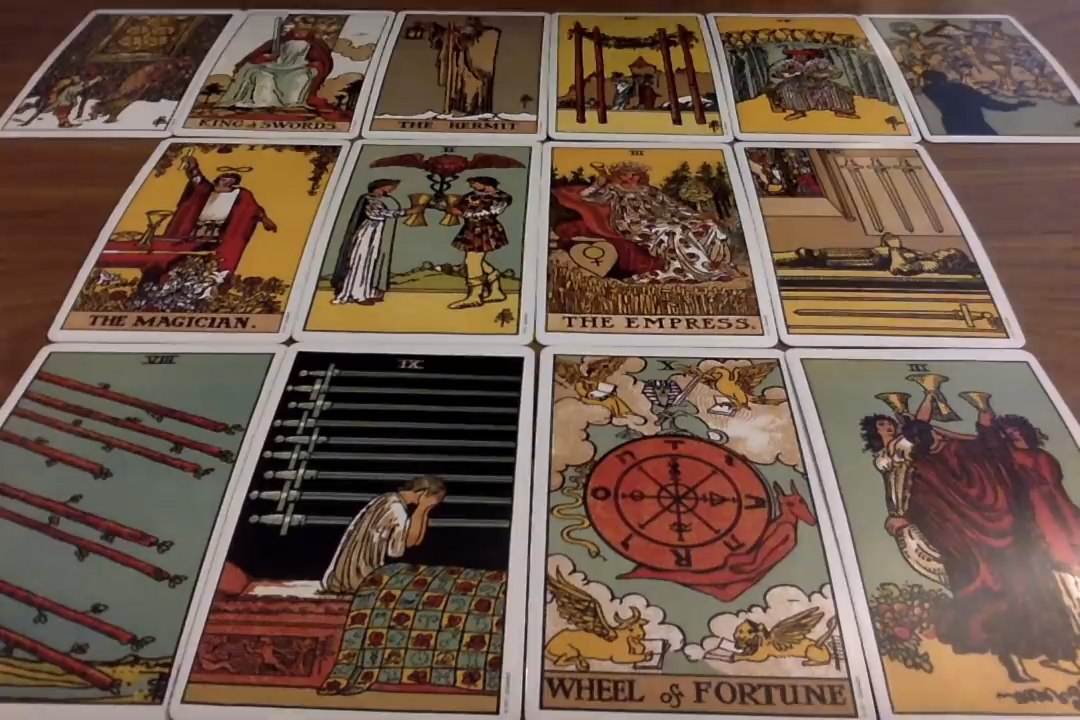 KING of SWORDS.
THE HERMIT
II
III
THE MAGICIAN.
THE EMPRESS.
VIII
IX
X
III
WHEEL of FORTUNE